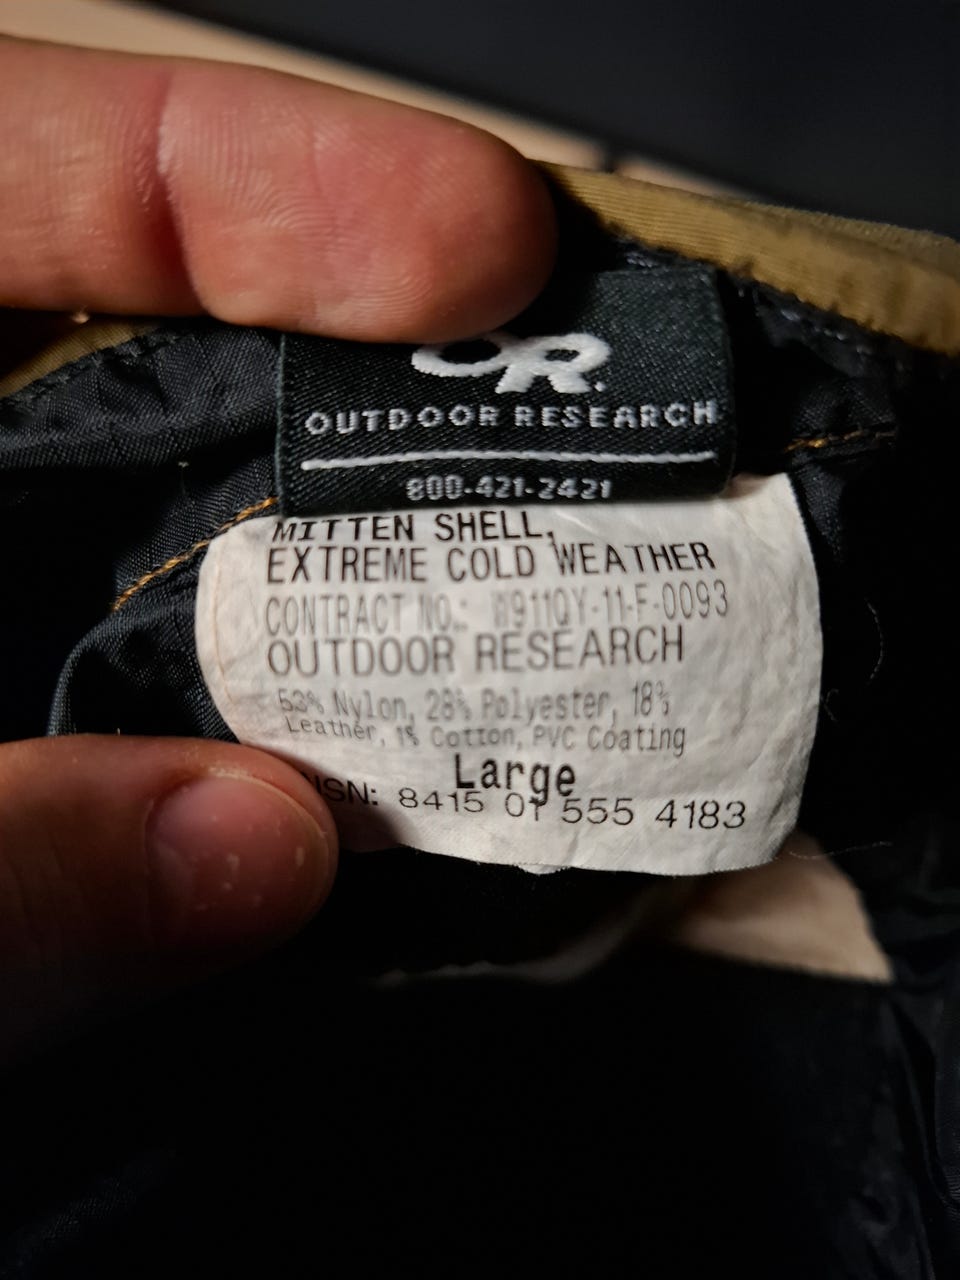 OR.
OUTDOOR RESEARCH
800-421-2421
MITTEN SHELL,
EXTREME COLD WEATHER
CONTRACT NO.: W911QY-11-F-0093
OUTDOOR RESEARCH
53% Nylon, 28% Polyester, 18%
Leather, 1% Cotton, PVC Coating
Large
NSN: 8415 01 555 4183